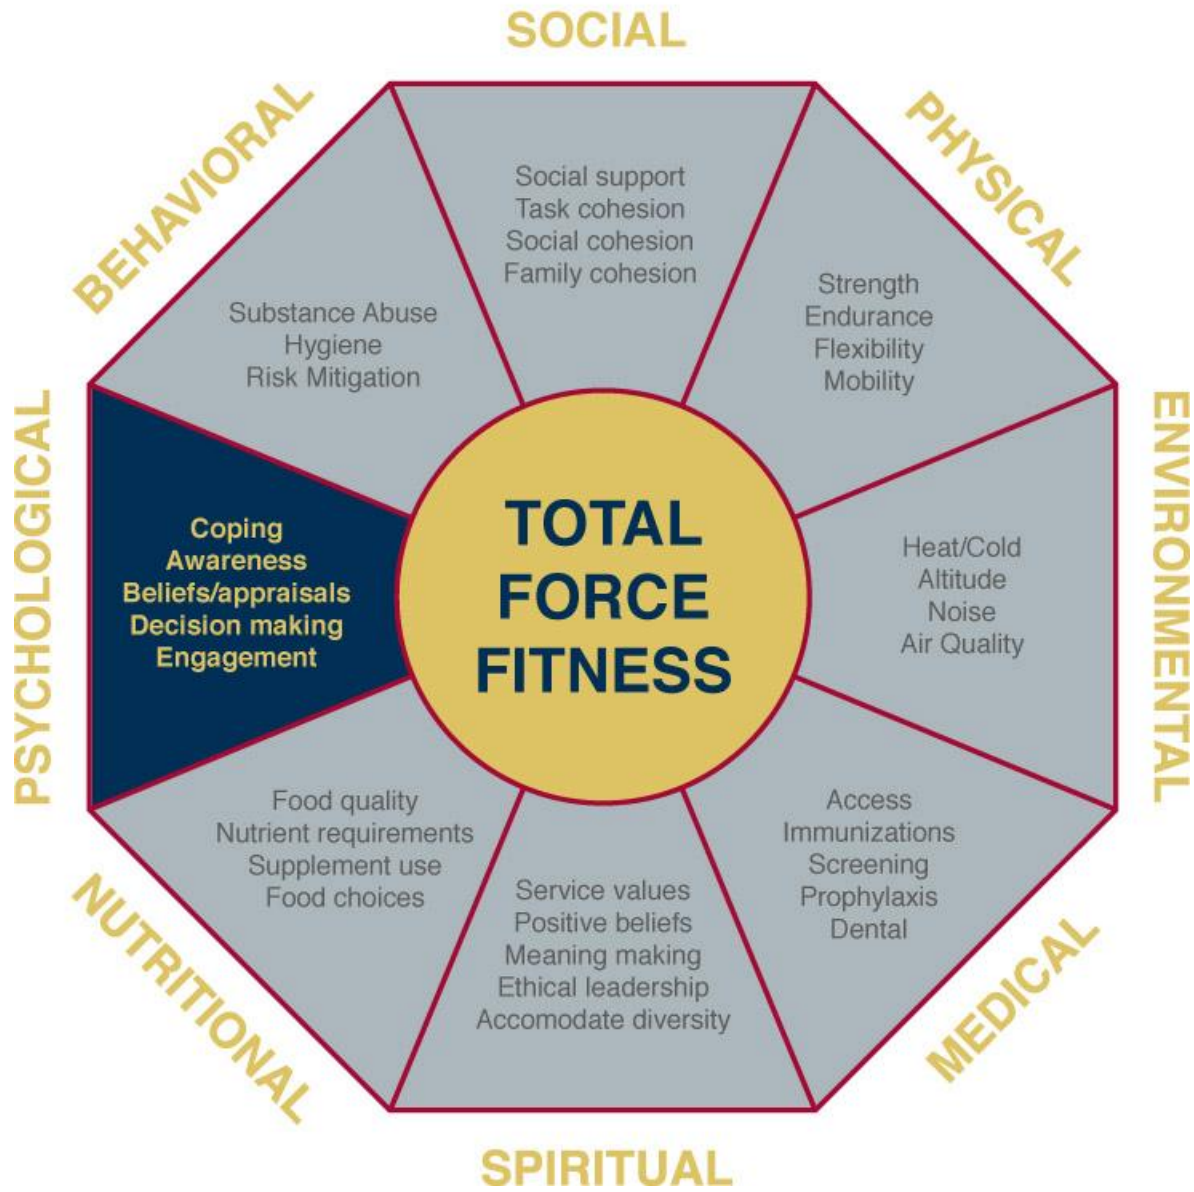 SOCIAL
Social support
Task cohesion
Social cohesion
Family cohesion
PHYSICAL
Strength
Endurance
Flexibility
Mobility
ENVIRONMENTAL
Heat/Cold
Altitude
Noise
Air Quality
MEDICAL
Access
Immunizations
Screening
Prophylaxis
Dental
SPIRITUAL
Service values
Positive beliefs
Meaning making
Ethical leadership
Accomodate diversity
NUTRITIONAL
Food quality
Nutrient requirements
Supplement use
Food choices
PSYCHOLOGICAL
Coping
Awareness
Beliefs/appraisals
Decision making
Engagement
BEHAVIORAL
Substance Abuse
Hygiene
Risk Mitigation
TOTAL
FORCE
FITNESS